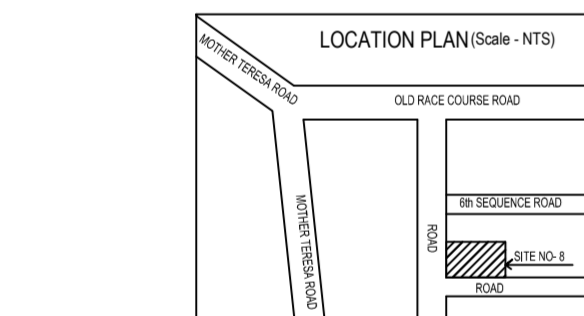 LOCATION PLAN (Scale - NTS)
MOTHER TERESA ROAD
OLD RACE COURSE ROAD
MOTHER TERESA ROAD
6th SEQUENCE ROAD
ROAD
SITE NO- 8
ROAD